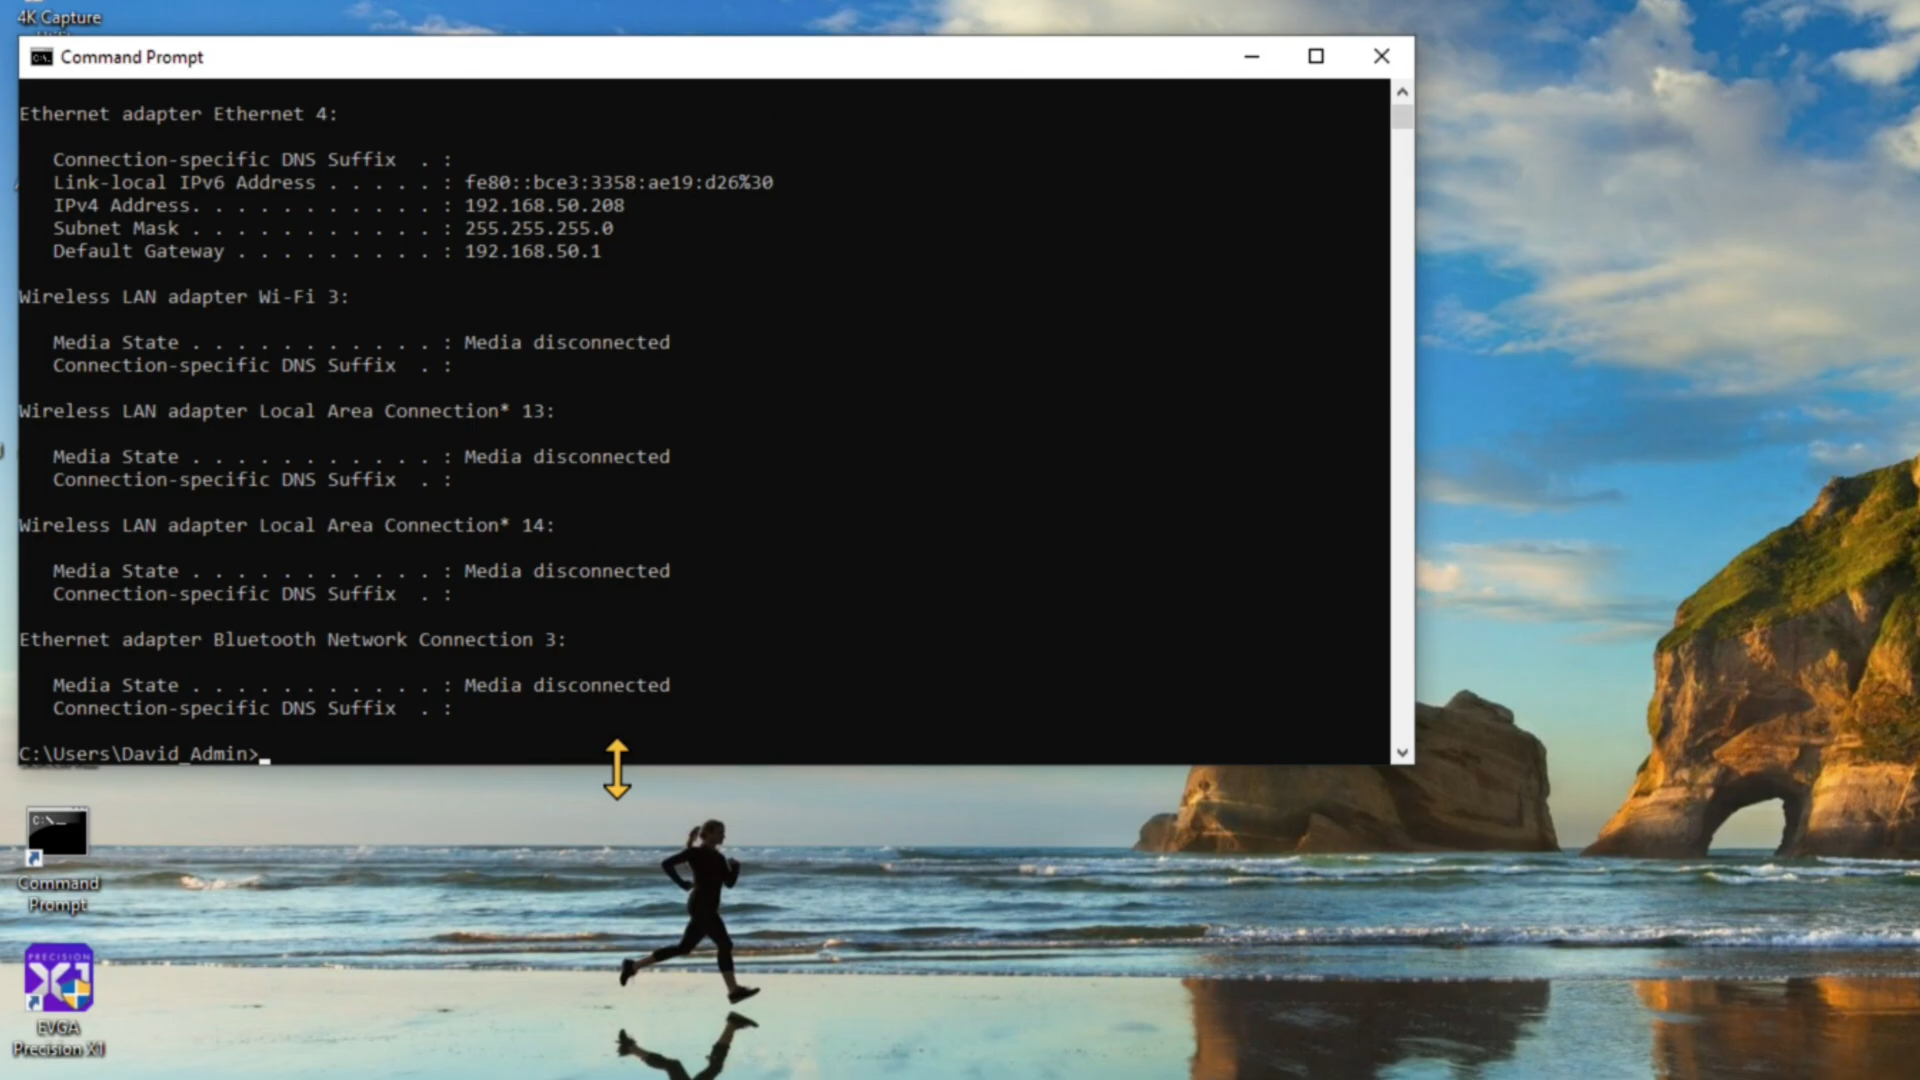 4K Capture
Command Prompt
Ethernet adapter Ethernet 4:
Connection-specific DNS Suffix  . :
Link-local IPv6 Address . . . . . : fe80::bce3:3358:ae19:d26%30
IPv4 Address. . . . . . . . . . . : 192.168.50.208
Subnet Mask . . . . . . . . . . . : 255.255.255.0
Default Gateway . . . . . . . . . : 192.168.50.1
Wireless LAN adapter Wi-Fi 3:
Media State . . . . . . . . . . . : Media disconnected
Connection-specific DNS Suffix  . :
Wireless LAN adapter Local Area Connection* 13:
Media State . . . . . . . . . . . : Media disconnected
Connection-specific DNS Suffix  . :
Wireless LAN adapter Local Area Connection* 14:
Media State . . . . . . . . . . . : Media disconnected
Connection-specific DNS Suffix  . :
Ethernet adapter Bluetooth Network Connection 3:
Media State . . . . . . . . . . . : Media disconnected
Connection-specific DNS Suffix  . :
C:\Users\David_Admin>
Command
Prompt
PRECISION
X1
EVGA
Precision X1